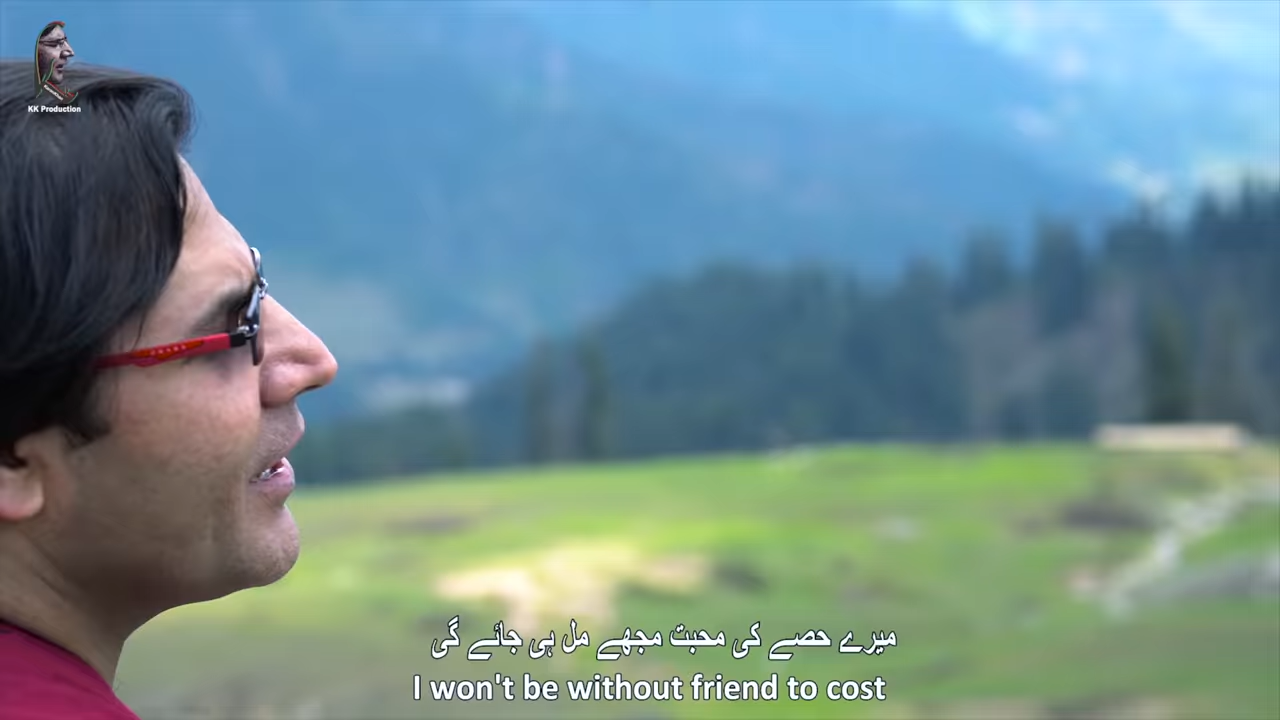 KK Production
میرے حصے کی محبت مجھے مل ہی جائے گی
I won't be without friend to cost